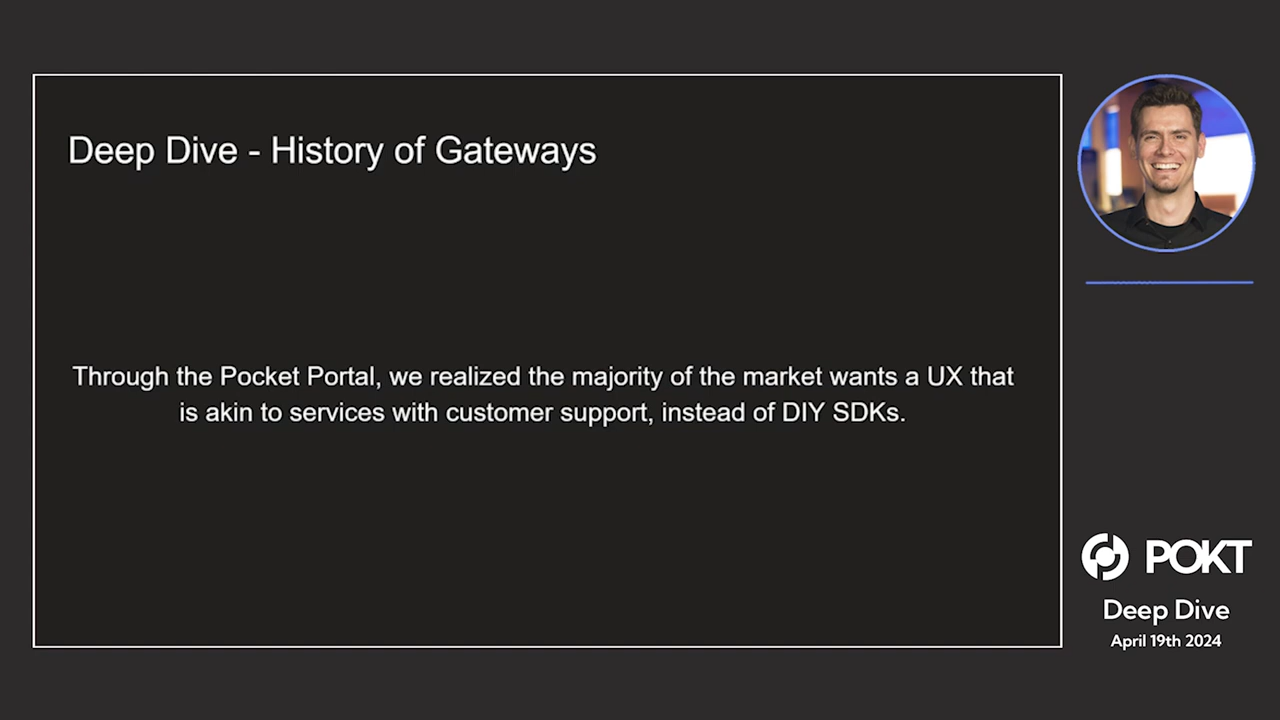 Deep Dive - History of Gateways
Through the Pocket Portal, we realized the majority of the market wants a UX that
is akin to services with customer support, instead of DIY SDKs.
POKT
Deep Dive
April 19th 2024